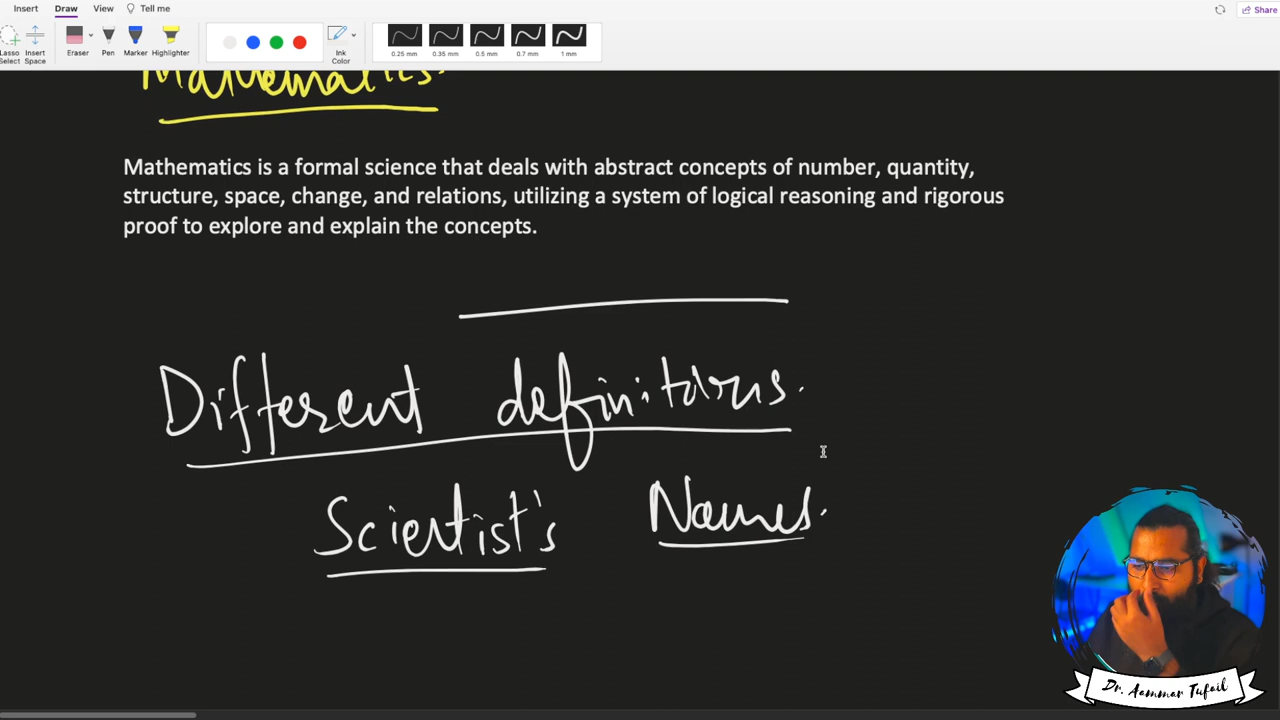 Insert Draw View Tell me Share
Lasso Select Insert Space Eraser Pen Marker Highlighter Ink Color 0.25 mm 0.35 mm 0.5 mm 0.7 mm 1 mm
Mathematics.
Mathematics is a formal science that deals with abstract concepts of number, quantity,
structure, space, change, and relations, utilizing a system of logical reasoning and rigorous
proof to explore and explain the concepts.
Different definitions.
Scientist's Names.
Dr. Aammar Tufail